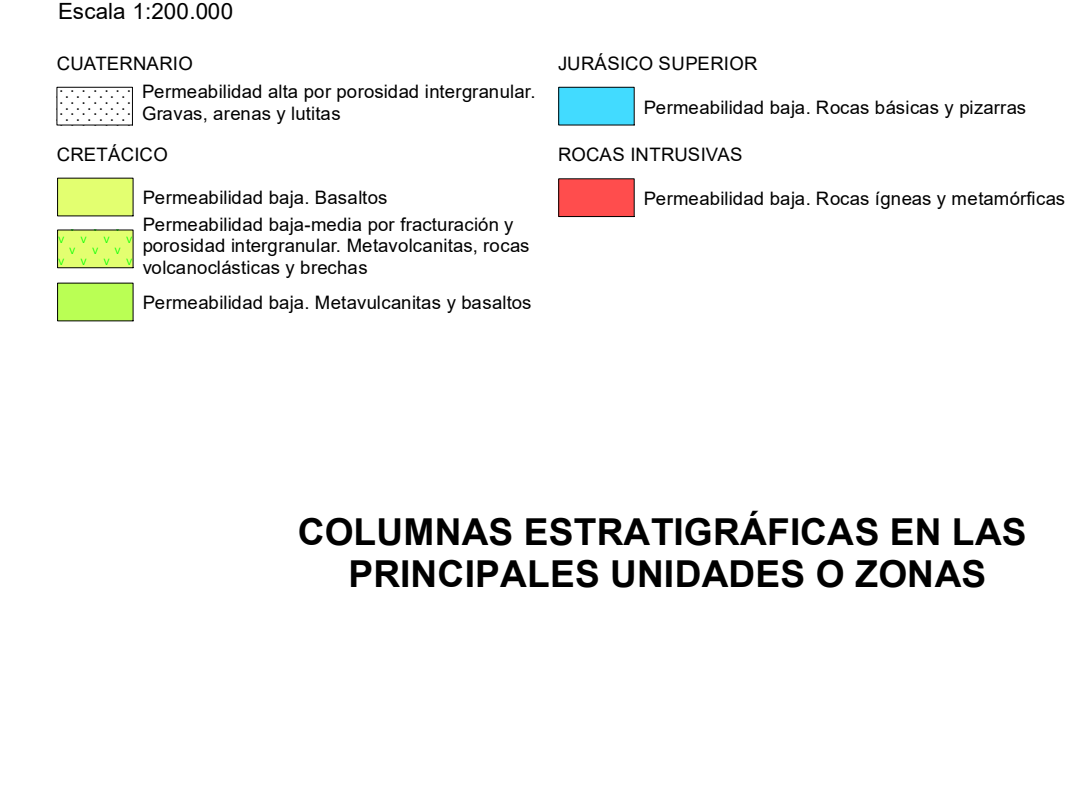 Escala 1:200.000
CUATERNARIO
Permeabilidad alta por porosidad intergranular.
Gravas, arenas y lutitas
CRETÁCICO
Permeabilidad baja. Basaltos
Permeabilidad baja-media por fracturación y
porosidad intergranular. Metavolcanitas, rocas
volcanoclásticas y brechas
Permeabilidad baja. Metavulcanitas y basaltos
JURÁSICO SUPERIOR
Permeabilidad baja. Rocas básicas y pizarras
ROCAS INTRUSIVAS
Permeabilidad baja. Rocas ígneas y metamórficas
COLUMNAS ESTRATIGRÁFICAS EN LAS
PRINCIPALES UNIDADES O ZONAS